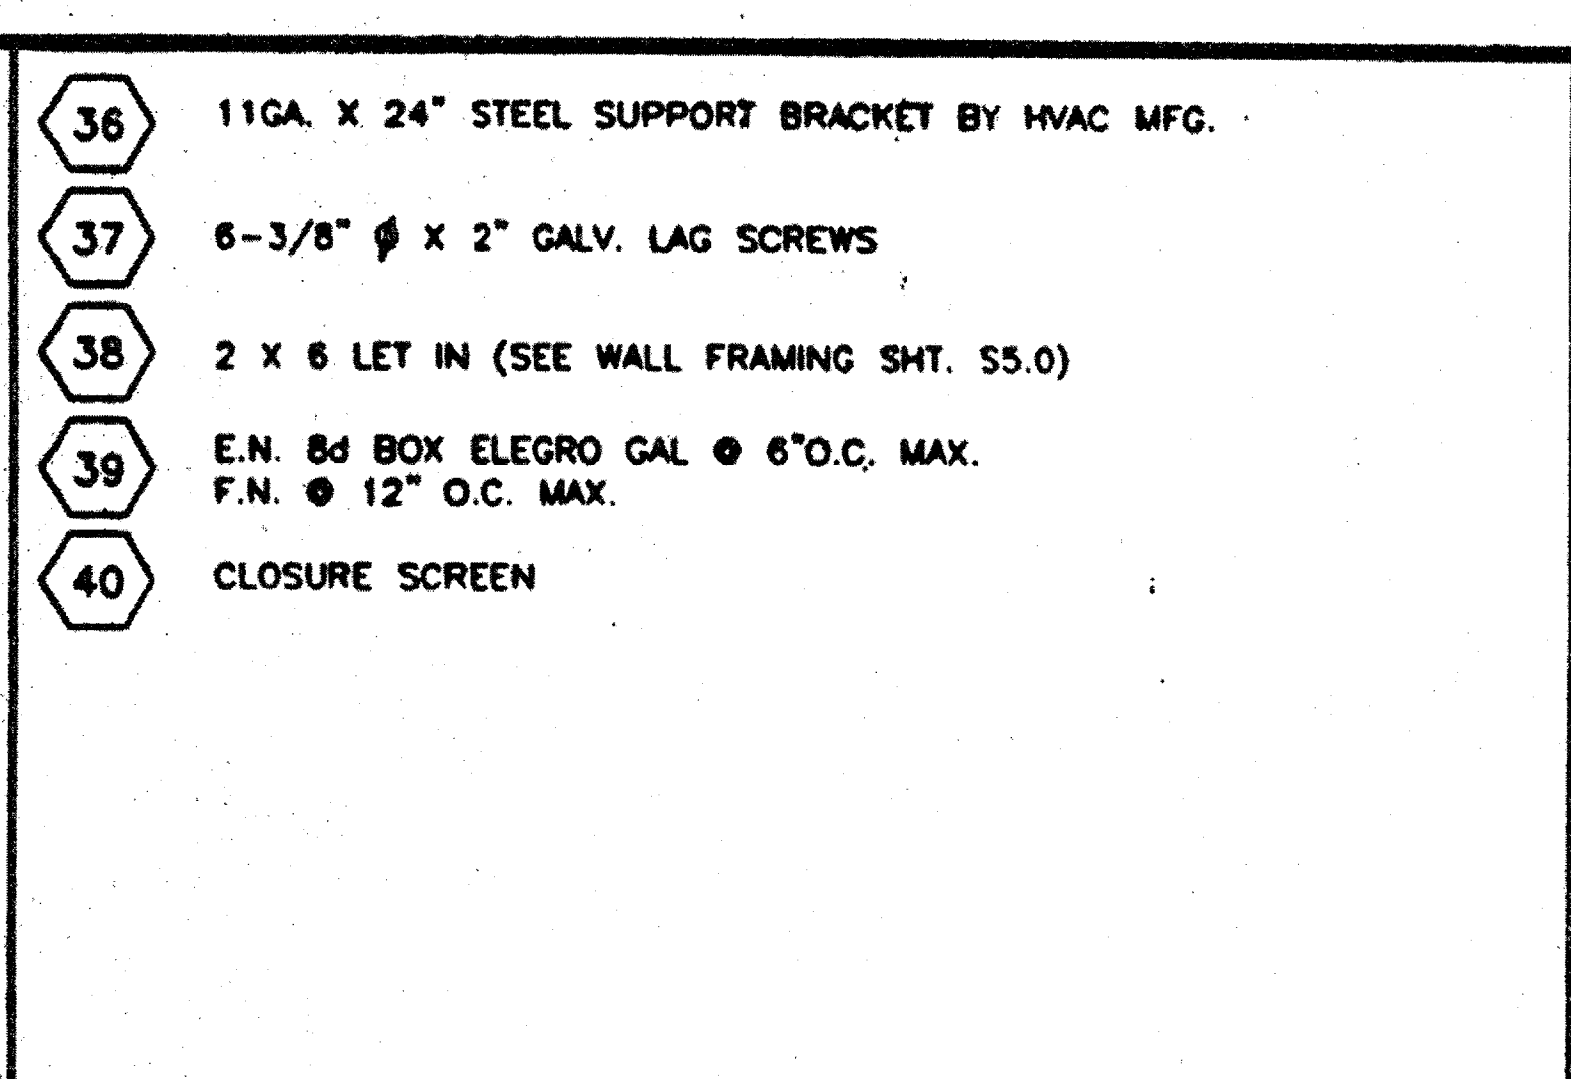 36 11GA. X 24" STEEL SUPPORT BRACKET BY HVAC MFG.
37 6-3/8" ϕ X 2" GALV. LAG SCREWS
38 2 X 6 LET IN (SEE WALL FRAMING SHT. S5.0)
39 E.N. 8d BOX ELEGRO GAL @ 6"O.C. MAX.
F.N. @ 12" O.C. MAX.
40 CLOSURE SCREEN